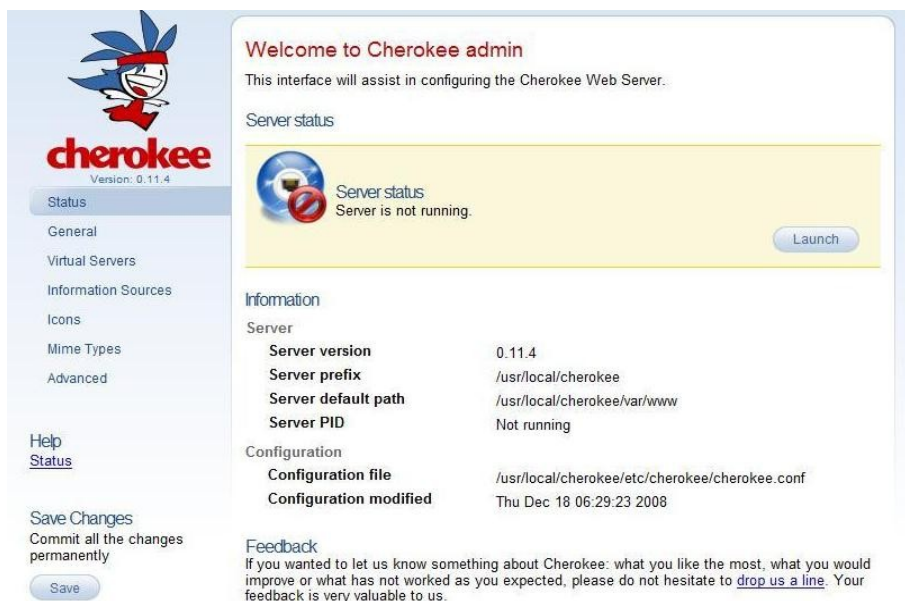 cherokee
Version: 0.11.4
Status
General
Virtual Servers
Information Sources
Icons
Mime Types
Advanced
Help
Status
Save Changes
Commit all the changes
permanently
Save
Welcome to Cherokee admin
This interface will assist in configuring the Cherokee Web Server.
Server status
Server status
Server is not running.
Launch
Information
Server
Server version 0.11.4
Server prefix /usr/local/cherokee
Server default path /usr/local/cherokee/var/www
Server PID Not running
Configuration
Configuration file /usr/local/cherokee/etc/cherokee/cherokee.conf
Configuration modified Thu Dec 18 06:29:23 2008
Feedback
If you wanted to let us know something about Cherokee: what you like the most, what you would
improve or what has not worked as you expected, please do not hesitate to drop us a line. Your
feedback is very valuable to us.